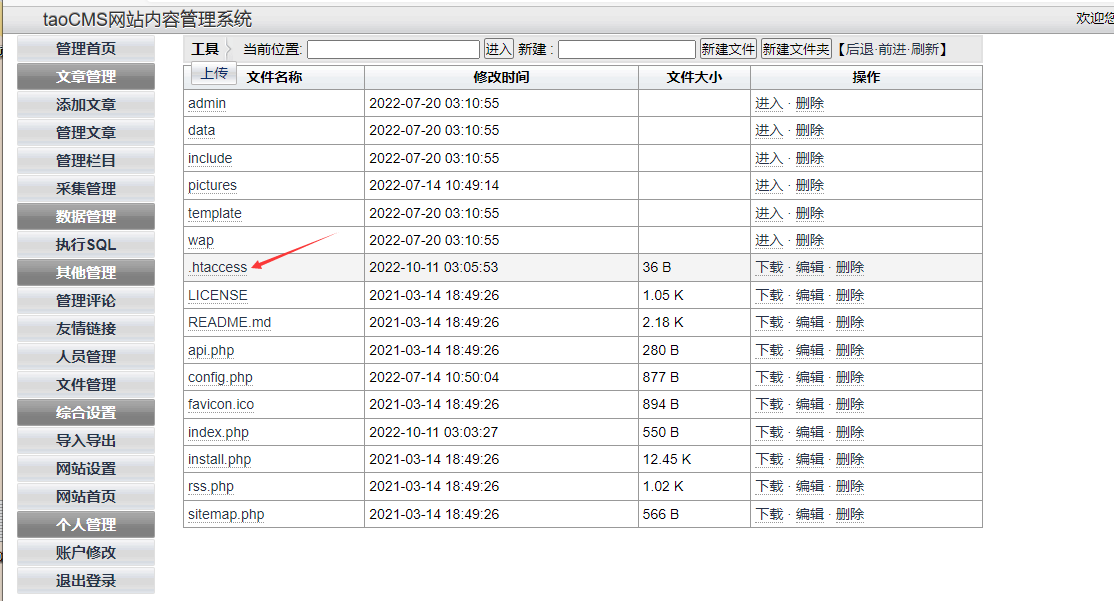 taoCMS网站内容管理系统
欢迎您
管理首页
文章管理
添加文章
管理文章
管理栏目
采集管理
数据管理
执行SQL
其他管理
管理评论
友情链接
人员管理
文件管理
综合设置
导入导出
网站设置
网站首页
个人管理
账户修改
退出登录
工具 当前位置: 进入 新建 : 新建文件 新建文件夹 【后退·前进·刷新】
上传 文件名称 修改时间 文件大小 操作
admin 2022-07-20 03:10:55 进入 · 删除
data 2022-07-20 03:10:55 进入 · 删除
include 2022-07-20 03:10:55 进入 · 删除
pictures 2022-07-14 10:49:14 进入 · 删除
template 2022-07-20 03:10:55 进入 · 删除
wap 2022-07-20 03:10:55 进入 · 删除
.htaccess 2022-10-11 03:05:53 36 B 下载 · 编辑 · 删除
LICENSE 2021-03-14 18:49:26 1.05 K 下载 · 编辑 · 删除
README.md 2021-03-14 18:49:26 2.18 K 下载 · 编辑 · 删除
api.php 2021-03-14 18:49:26 280 B 下载 · 编辑 · 删除
config.php 2022-07-14 10:50:04 877 B 下载 · 编辑 · 删除
favicon.ico 2021-03-14 18:49:26 894 B 下载 · 编辑 · 删除
index.php 2022-10-11 03:03:27 550 B 下载 · 编辑 · 删除
install.php 2021-03-14 18:49:26 12.45 K 下载 · 编辑 · 删除
rss.php 2021-03-14 18:49:26 1.02 K 下载 · 编辑 · 删除
sitemap.php 2021-03-14 18:49:26 566 B 下载 · 编辑 · 删除